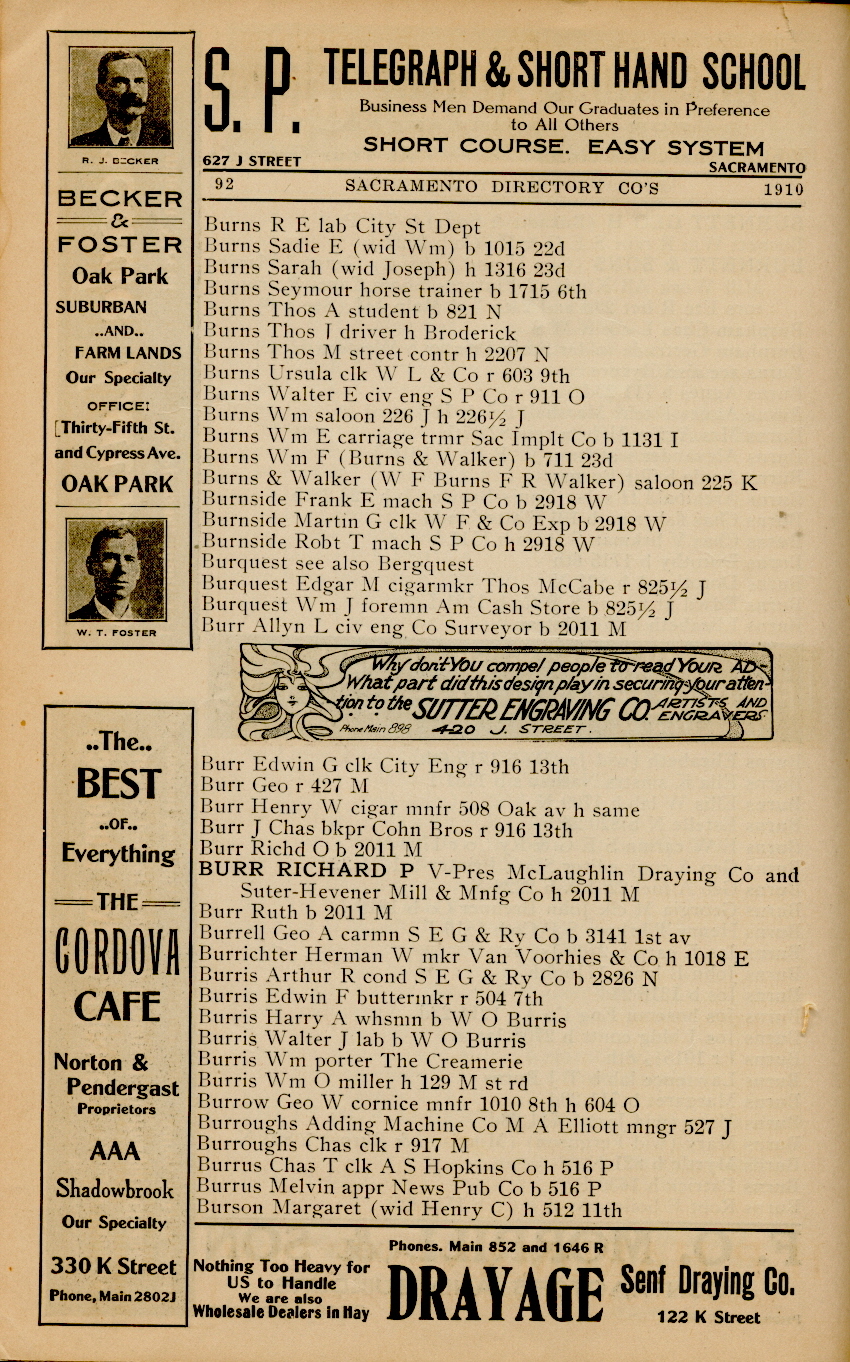 R. J. BECKER
BECKER
&
FOSTER
Oak Park
SUBURBAN
..AND..
FARM LANDS
Our Specialty
OFFICE:
Thirty-Fifth St.
and Cypress Ave.
OAK PARK
W. T. FOSTER
..The..
BEST
..OF..
Everything
THE
CORDOVA
CAFE
Norton &
Pendergast
Proprietors
AAA
Shadowbrook
Our Specialty
330 K Street
Phone, Main 2802J
S. P. TELEGRAPH & SHORT HAND SCHOOL
Business Men Demand Our Graduates in Preference
to All Others
SHORT COURSE. EASY SYSTEM
627 J STREET SACRAMENTO
92 SACRAMENTO DIRECTORY CO'S 1910
Burns R E lab City St Dept
Burns Sadie E (wid Wm) b 1015 22d
Burns Sarah (wid Joseph) h 1316 23d
Burns Seymour horse trainer b 1715 6th
Burns Thos A student b 821 N
Burns Thos J driver h Broderick
Burns Thos M street contr h 2207 N
Burns Ursula clk W L & Co r 603 9th
Burns Walter E civ eng S P Co r 911 O
Burns Wm saloon 226 J h 226½ J
Burns Wm E carriage trmr Sac Implt Co b 1131 I
Burns Wm F (Burns & Walker) b 711 23d
Burns & Walker (W F Burns F R Walker) saloon 225 K
Burnside Frank E mach S P Co b 2918 W
Burnside Martin G clk W F & Co Exp b 2918 W
Burnside Robt T mach S P Co h 2918 W
Burquest see also Bergquest
Burquest Edgar M cigarmkr Thos McCabe r 825½ J
Burquest Wm J foremn Am Cash Store b 825½ J
Burr Allyn L civ eng Co Surveyor b 2011 M
Why don't You compel people to read YOUR AD-
What part did this design play in securing your atten-
tion to the SUTTER ENGRAVING CO. ARTISTS AND
ENGRAVERS
Phone Main 898 420 J. STREET.
Burr Edwin G clk City Eng r 916 13th
Burr Geo r 427 M
Burr Henry W cigar mnfr 508 Oak av h same
Burr J Chas bkpr Cohn Bros r 916 13th
Burr Richd O b 2011 M
BURR RICHARD P V-Pres McLaughlin Draying Co and
Suter-Hevener Mill & Mnfg Co h 2011 M
Burr Ruth b 2011 M
Burrell Geo A carmn S E G & Ry Co b 3141 1st av
Burrichter Herman W mkr Van Voorhies & Co h 1018 E
Burris Arthur R cond S E G & Ry Co b 2826 N
Burris Edwin F buttermkr r 504 7th
Burris Harry A whsmn b W O Burris
Burris Walter J lab b W O Burris
Burris Wm porter The Creamerie
Burris Wm O miller h 129 M st rd
Burrow Geo W cornice mnfr 1010 8th h 604 O
Burroughs Adding Machine Co M A Elliott mngr 527 J
Burroughs Chas clk r 917 M
Burrus Chas T clk A S Hopkins Co h 516 P
Burrus Melvin appr News Pub Co b 516 P
Burson Margaret (wid Henry C) h 512 11th
Phones. Main 852 and 1646 R
Nothing Too Heavy for
US to Handle
We are also
Wholesale Dealers in Hay
DRAYAGE
Senf Draying Co.
122 K Street